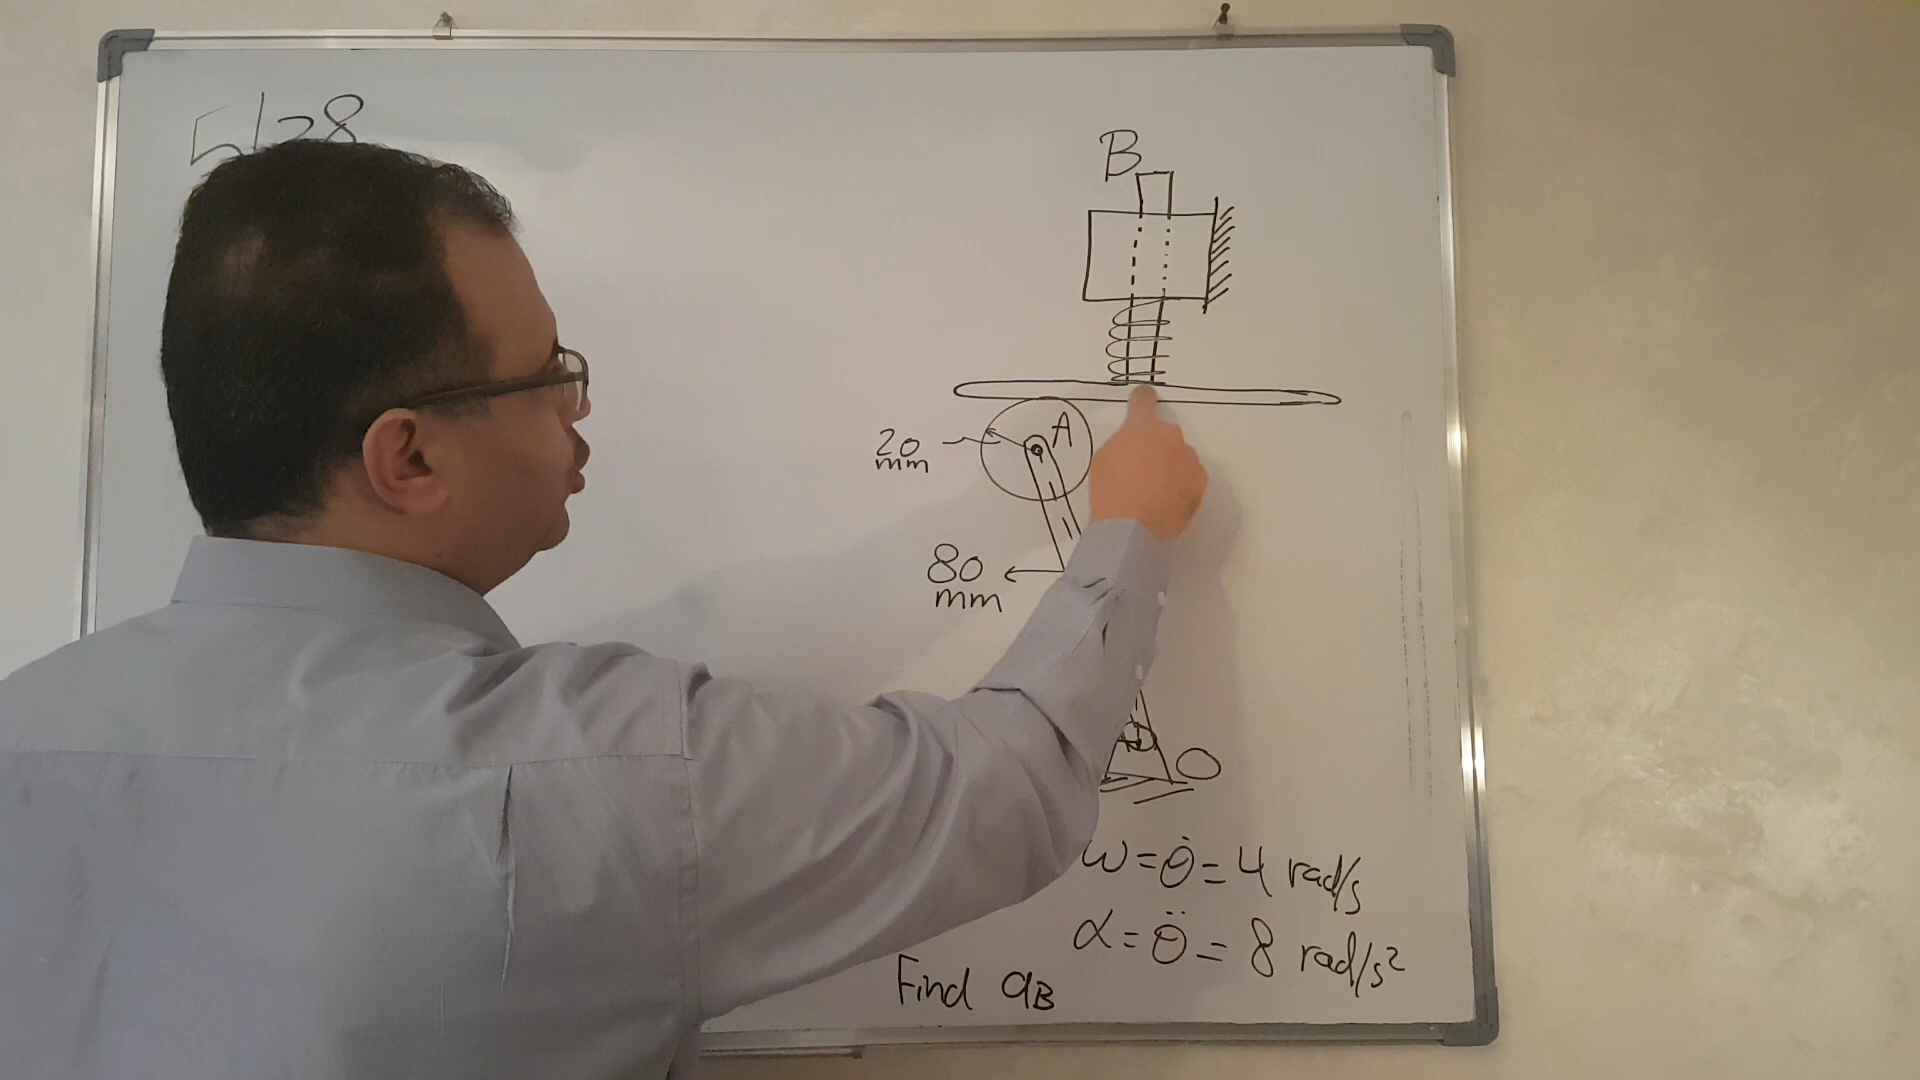 5/28
B
A
20
mm
80
mm
O
ω = θ̇ = 4 rad/s
α = θ̈ = 8 rad/s²
Find aB